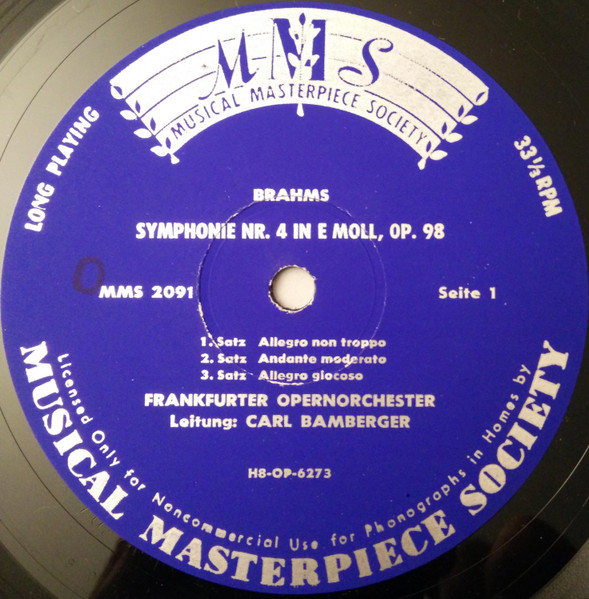 MMS
MUSICAL MASTERPIECE SOCIETY
LONG PLAYING
33⅓ RPM
BRAHMS
SYMPHONIE NR. 4 IN E MOLL, OP. 98
O
MMS 2091
Seite 1
1. Satz Allegro non troppo
2. Satz Andante moderato
3. Satz Allegro giocoso
FRANKFURTER OPERNORCHESTER
Leitung: CARL BAMBERGER
H8-OP-6273
Licensed Only for Noncommercial Use for Phonographs in Homes by
MUSICAL MASTERPIECE SOCIETY